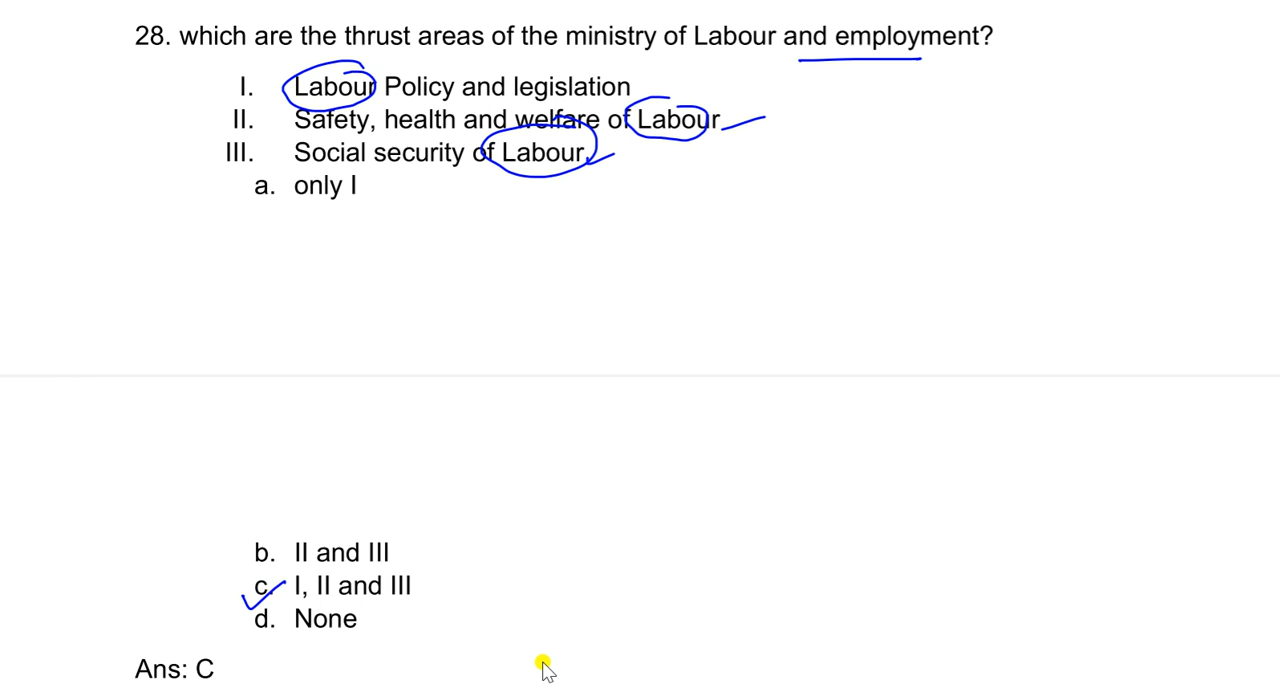 28. which are the thrust areas of the ministry of Labour and employment?
I. Labour Policy and legislation
II. Safety, health and welfare of Labour
III. Social security of Labour
a. only I
b. II and III
c. I, II and III
d. None
Ans: C